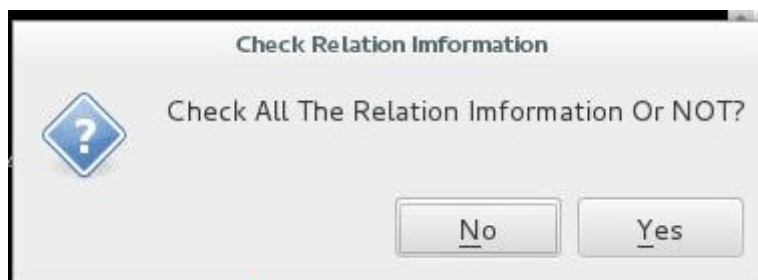 Check Relation Imformation
Check All The Relation Imformation Or NOT?
No
Yes